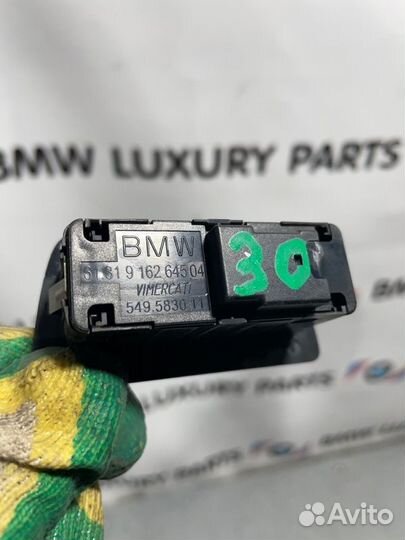 BMW LUXURY PARTS
BMW
61 31 9 162 645 04
VIMERCATI
549.5830.11
30
Avito